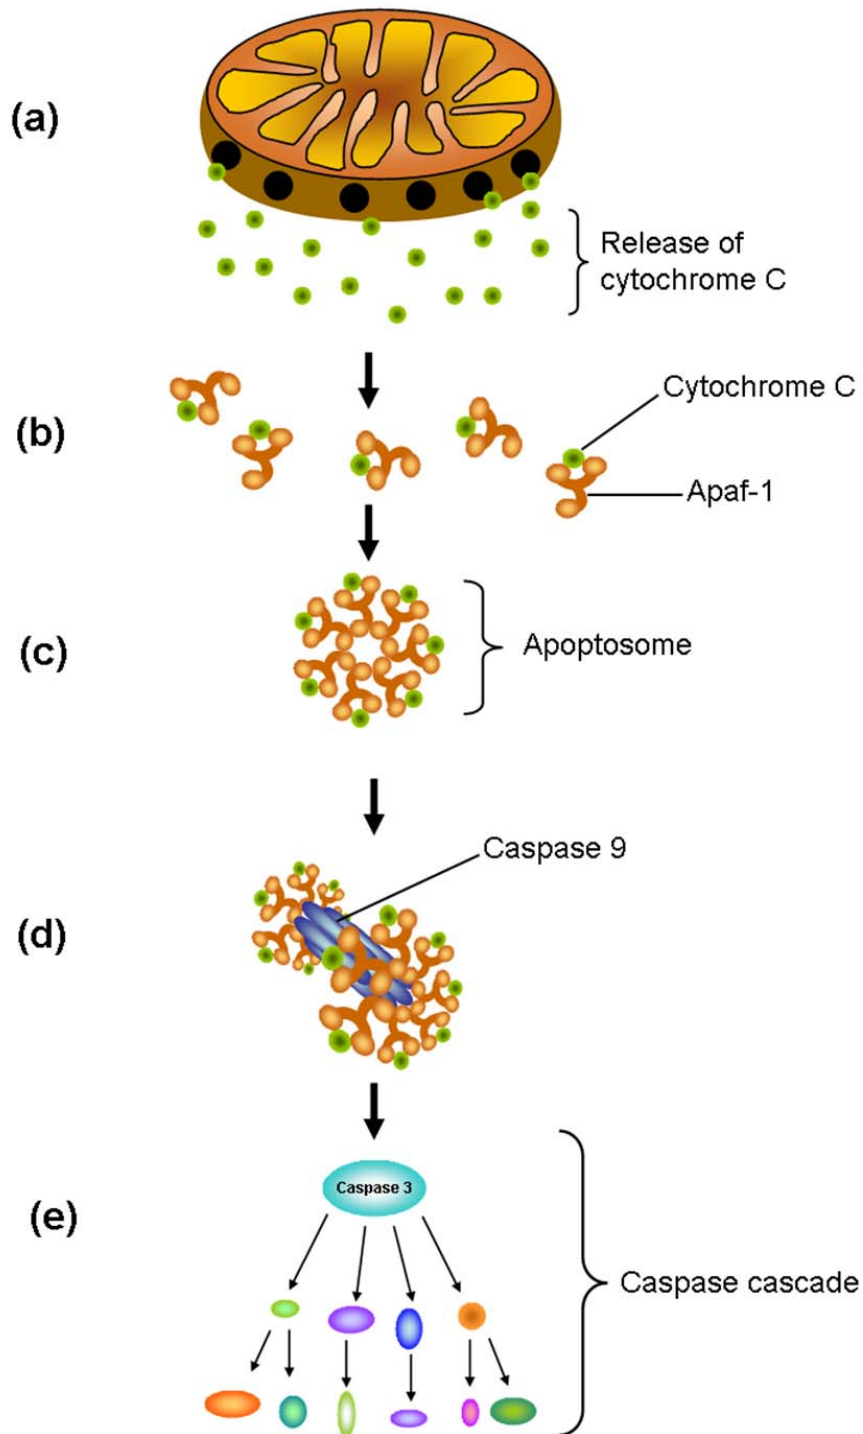 (a)
Release of
cytochrome C
(b)
Cytochrome C
Apaf-1
(c)
Apoptosome
(d)
Caspase 9
(e)
Caspase 3
Caspase cascade